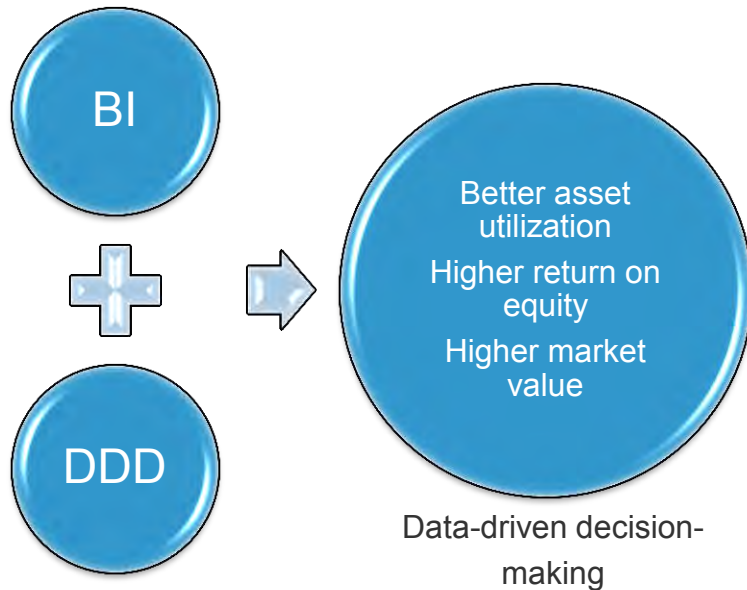 BI
DDD
Better asset
utilization
Higher return on
equity
Higher market
value
Data-driven decision-
making